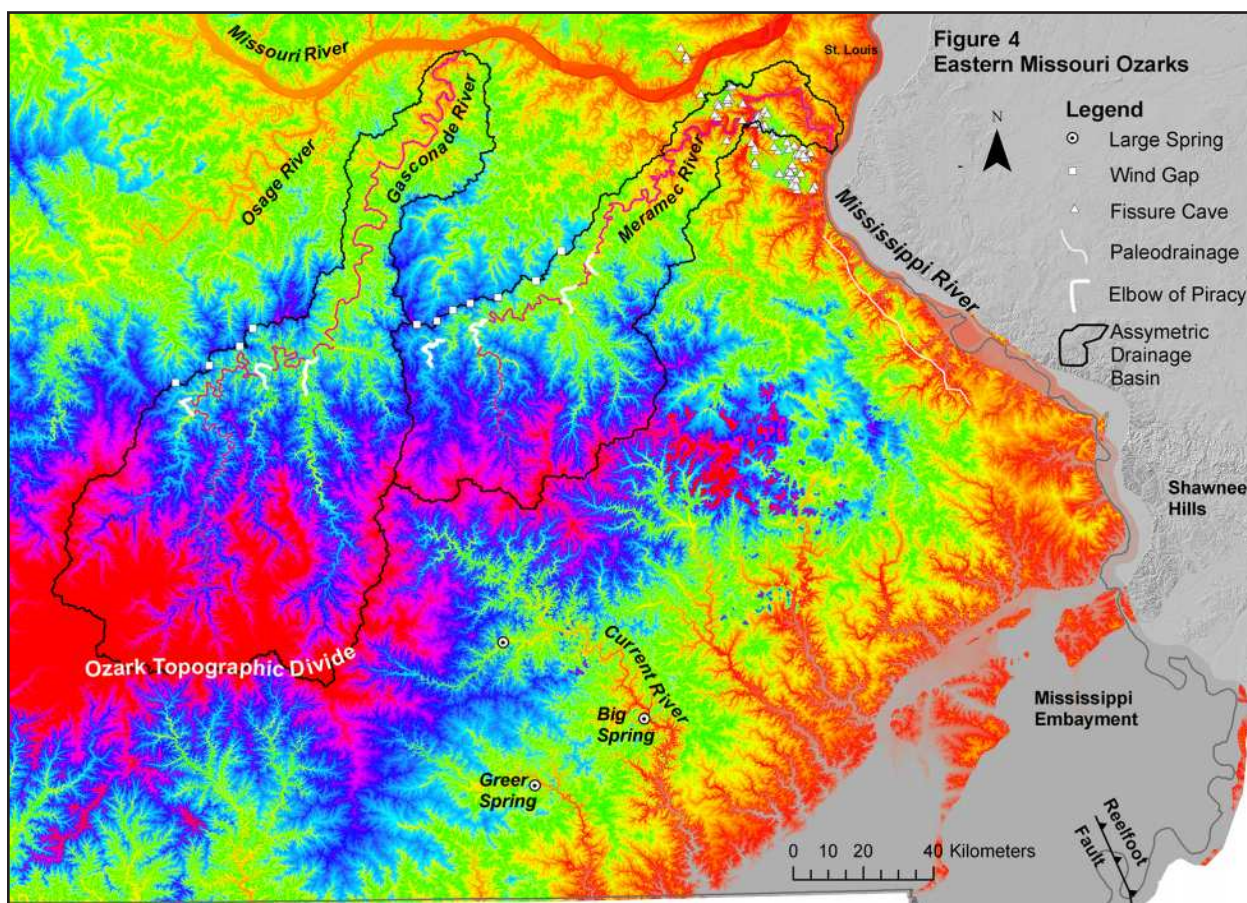 Missouri River
St. Louis
Figure 4
Eastern Missouri Ozarks
Legend
N
Large Spring
Wind Gap
Fissure Cave
Paleodrainage
Elbow of Piracy
Assymetric
Drainage
Basin
Osage River
Gasconade River
Meramec River
Mississippi River
Shawnee
Hills
Ozark Topographic Divide
Current River
Big
Spring
Greer
Spring
Mississippi
Embayment
Reelfoot
Fault
0 10 20 40 Kilometers